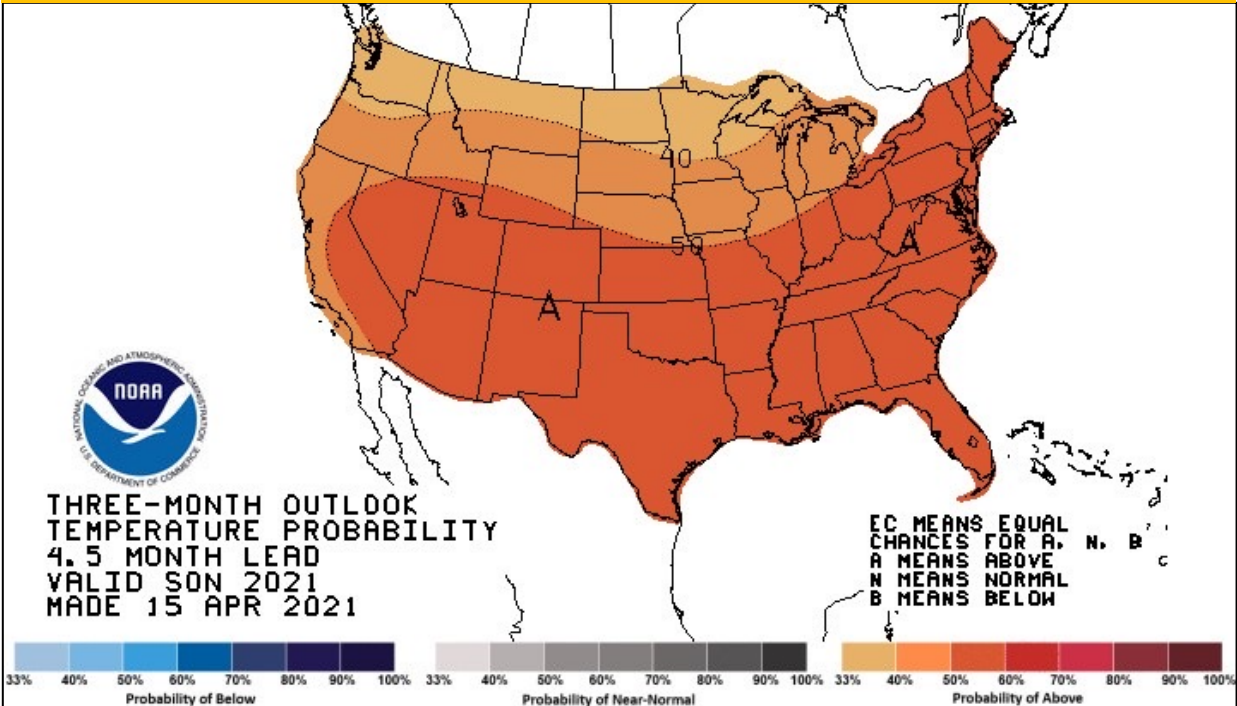 40
50
A
A
NATIONAL OCEANIC AND ATMOSPHERIC ADMINISTRATION
NOAA
U.S. DEPARTMENT OF COMMERCE
THREE-MONTH OUTLOOK
TEMPERATURE PROBABILITY
4.5 MONTH LEAD
VALID SON 2021
MADE 15 APR 2021
EC MEANS EQUAL
CHANCES FOR A, N, B
A MEANS ABOVE
N MEANS NORMAL
B MEANS BELOW
33% 40% 50% 60% 70% 80% 90% 100%
Probability of Below
33% 40% 50% 60% 70% 80% 90% 100%
Probability of Near-Normal
33% 40% 50% 60% 70% 80% 90% 100%
Probability of Above